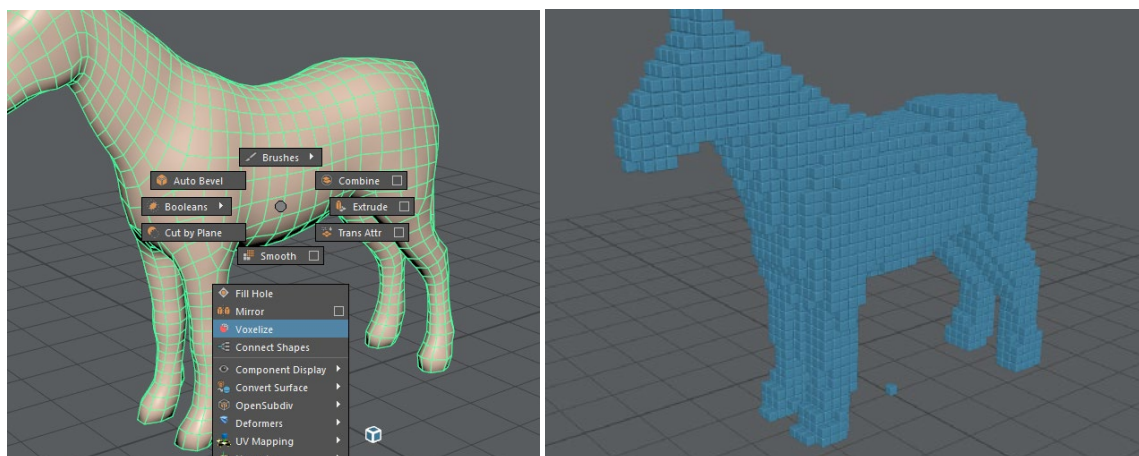 Brushes
Auto Bevel
Combine
Booleans
Extrude
Cut by Plane
Trans Attr
Smooth
Fill Hole
Mirror
Voxelize
Connect Shapes
Component Display
Convert Surface
OpenSubdiv
Deformers
UV Mapping